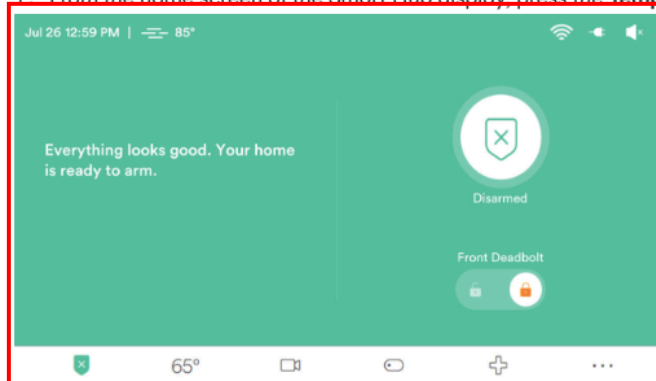 Jul 26 12:59 PM | 85°
Everything looks good. Your home
is ready to arm.
Disarmed
Front Deadbolt
65°